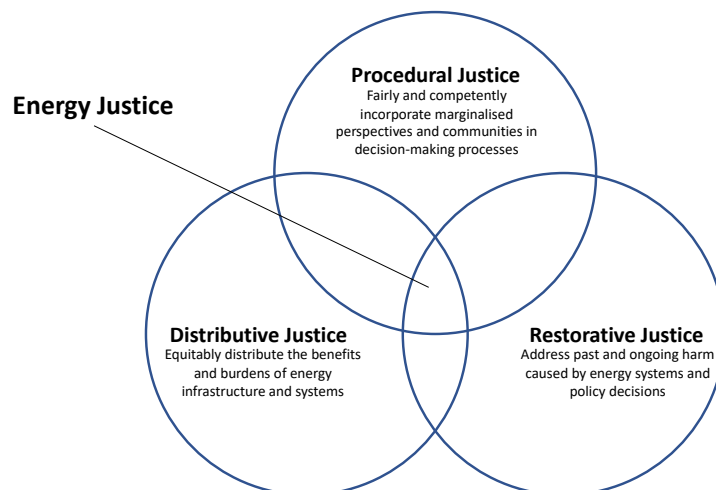 Procedural Justice
Fairly and competently
incorporate marginalised
perspectives and communities in
decision-making processes
Energy Justice
Distributive Justice
Equitably distribute the benefits
and burdens of energy
infrastructure and systems
Restorative Justice
Address past and ongoing harm
caused by energy systems and
policy decisions